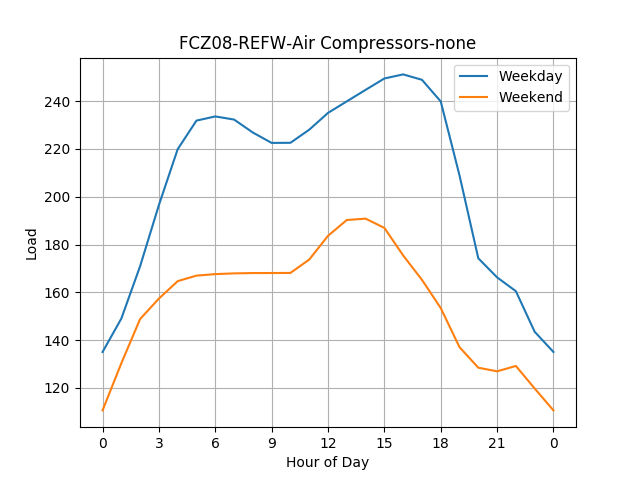 FCZ08-REFW-Air Compressors-none
Weekday
Weekend
240
220
200
180
160
140
120
Load
0 3 6 9 12 15 18 21 0
Hour of Day